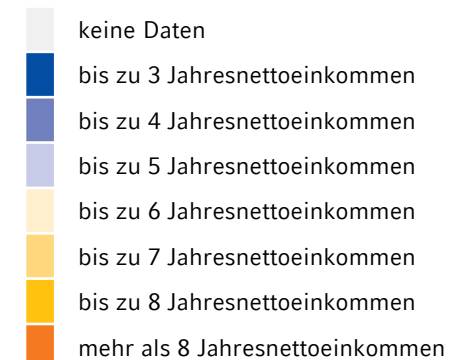 keine Daten
bis zu 3 Jahresnettoeinkommen
bis zu 4 Jahresnettoeinkommen
bis zu 5 Jahresnettoeinkommen
bis zu 6 Jahresnettoeinkommen
bis zu 7 Jahresnettoeinkommen
bis zu 8 Jahresnettoeinkommen
mehr als 8 Jahresnettoeinkommen